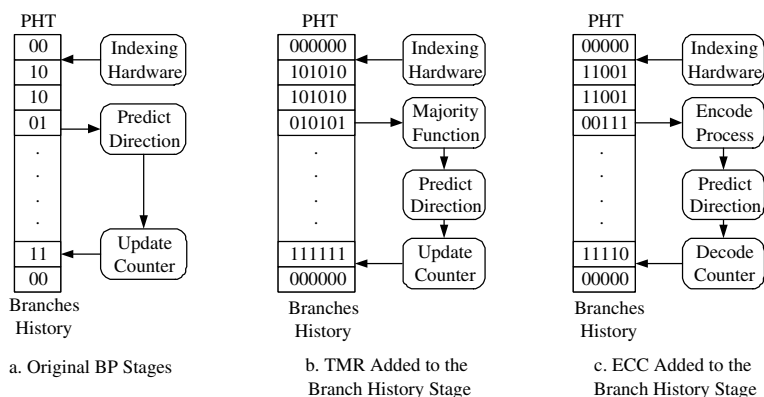 PHT
00
10
10
01
.
.
.
.
11
00
Branches
History
Indexing
Hardware
Predict
Direction
Update
Counter
a. Original BP Stages
PHT
000000
101010
101010
010101
.
.
.
.
111111
000000
Branches
History
Indexing
Hardware
Majority
Function
Predict
Direction
Update
Counter
b. TMR Added to the
Branch History Stage
PHT
00000
11001
11001
00111
.
.
.
.
11110
00000
Branches
History
Indexing
Hardware
Encode
Process
Predict
Direction
Decode
Counter
c. ECC Added to the
Branch History Stage